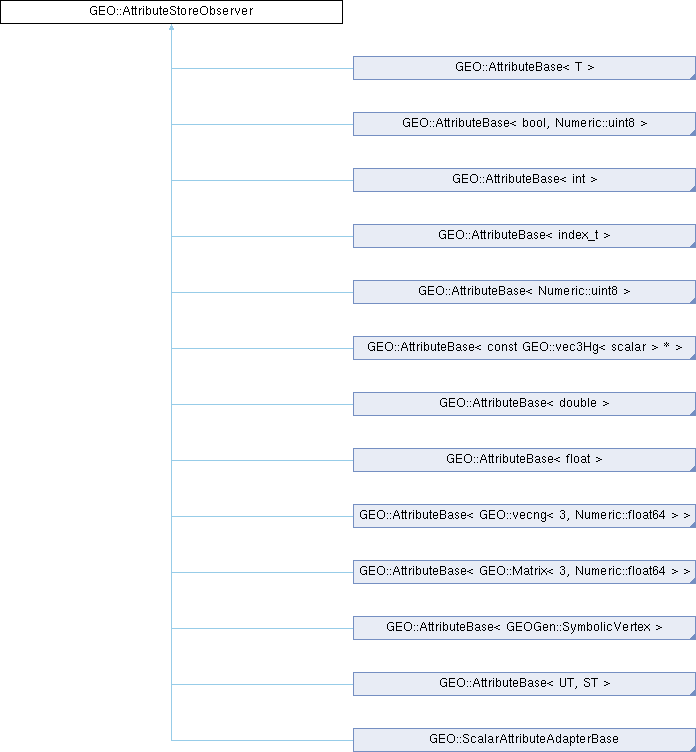 GEO::AttributeStoreObserver
GEO::AttributeBase< T >
GEO::AttributeBase< bool, Numeric::uint8 >
GEO::AttributeBase< int >
GEO::AttributeBase< index_t >
GEO::AttributeBase< Numeric::uint8 >
GEO::AttributeBase< const GEO::vec3Hg< scalar > * >
GEO::AttributeBase< double >
GEO::AttributeBase< float >
GEO::AttributeBase< GEO::vecng< 3, Numeric::float64 > >
GEO::AttributeBase< GEO::Matrix< 3, Numeric::float64 > >
GEO::AttributeBase< GEOGen::SymbolicVertex >
GEO::AttributeBase< UT, ST >
GEO::ScalarAttributeAdapterBase